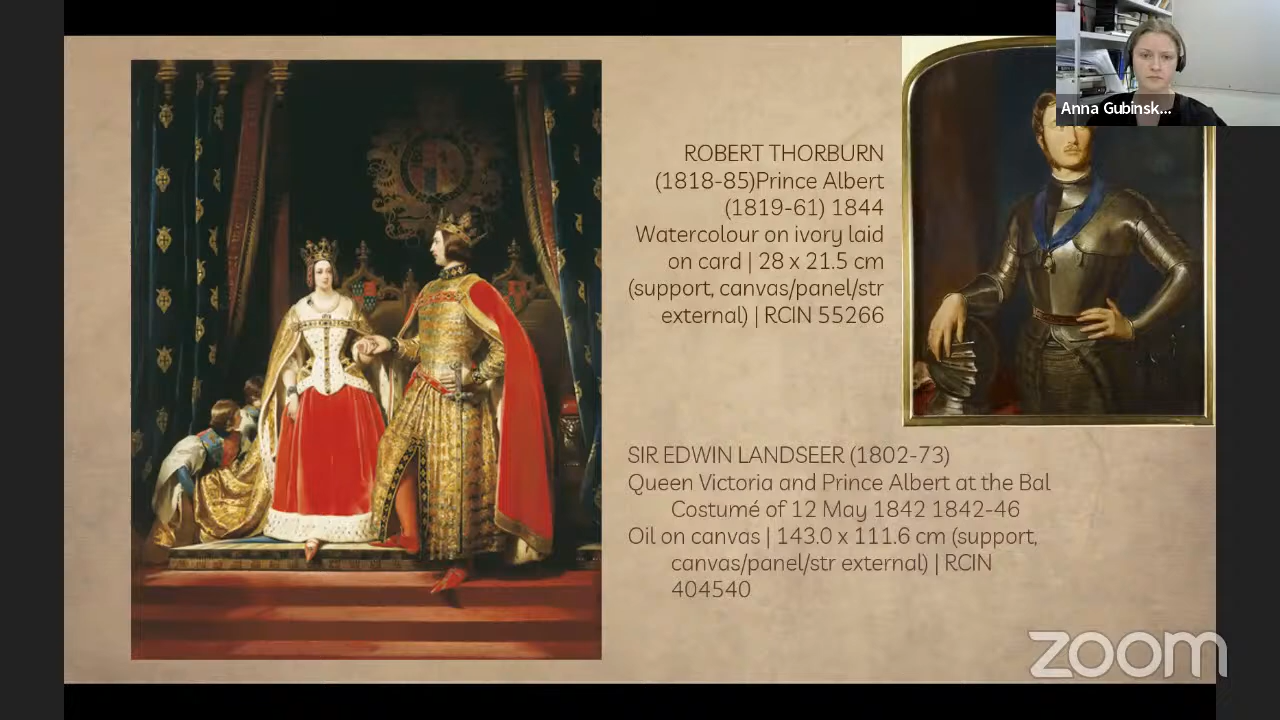 Anna Gubinsk...
ROBERT THORBURN
(1818-85)Prince Albert
(1819-61) 1844
Watercolour on ivory laid
on card | 28 x 21.5 cm
(support, canvas/panel/str
external) | RCIN 55266
SIR EDWIN LANDSEER (1802-73)
Queen Victoria and Prince Albert at the Bal
Costumé of 12 May 1842 1842-46
Oil on canvas | 143.0 x 111.6 cm (support,
canvas/panel/str external) | RCIN
404540
zoom